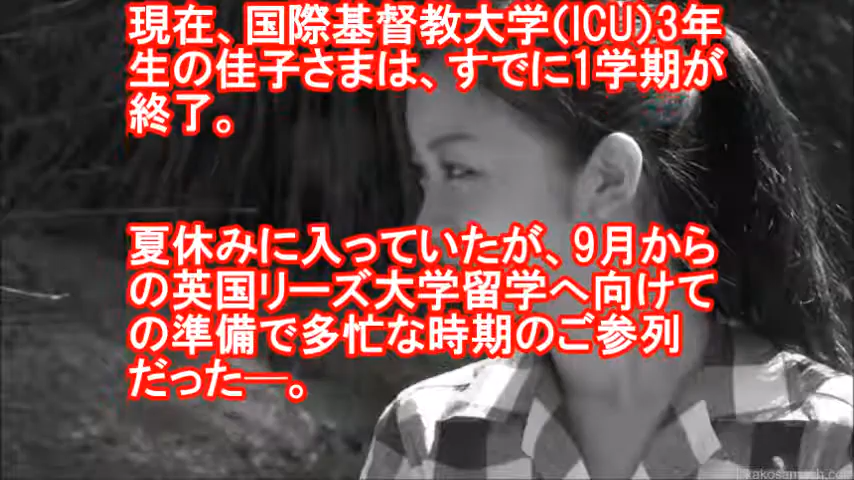 現在、国際基督教大学(ICU)3年
生の佳子さまは、すでに1学期が
終了。
夏休みに入っていたが、9月から
の英国リーズ大学留学へ向けて
の準備で多忙な時期のご参列
だった―。